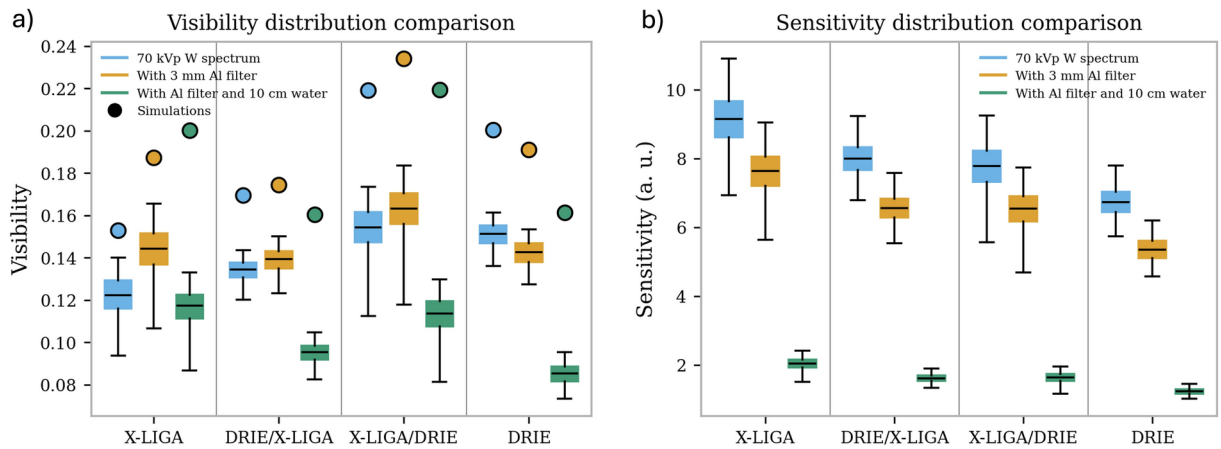 a)
Visibility distribution comparison
Visibility
0.24
0.22
0.20
0.18
0.16
0.14
0.12
0.10
0.08
70 kVp W spectrum
With 3 mm Al filter
With Al filter and 10 cm water
Simulations
X-LIGA
DRIE/X-LIGA
X-LIGA/DRIE
DRIE
b)
Sensitivity distribution comparison
Sensitivity (a. u.)
10
8
6
4
2
70 kVp W spectrum
With 3 mm Al filter
With Al filter and 10 cm water
X-LIGA
DRIE/X-LIGA
X-LIGA/DRIE
DRIE